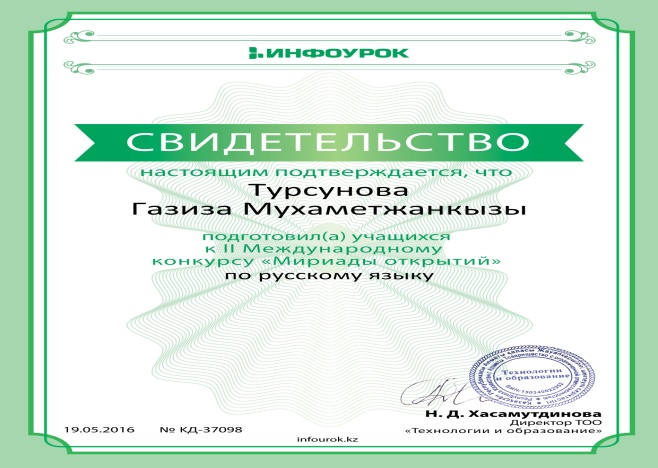 ИНФОУРОК
СВИДЕТЕЛЬСТВО
настоящим подтверждается, что
Турсунова
Газиза Мухаметжанкызы
подготовил(а) учащихся
к II Международному
конкурсу «Мириады открытий»
по русскому языку
Технологии
и образование
Н. Д. Хасамутдинова
Директор ТОО
«Технологии и образование»
19.05.2016 № КД-37098
infourok.kz